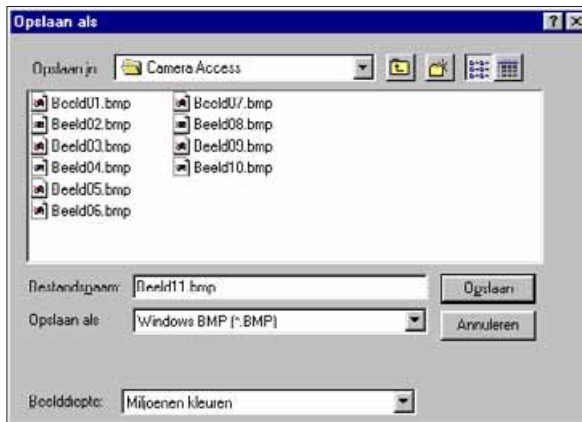 Opslaan als
Opslaan in: Camera Access
Beeld01.bmp
Beeld02.bmp
Beeld03.bmp
Beeld04.bmp
Beeld05.bmp
Beeld06.bmp
Beeld07.bmp
Beeld08.bmp
Beeld09.bmp
Beeld10.bmp
Bestandsnaam: Beeld11.bmp
Opslaan
Opslaan als Windows BMP (*.BMP)
Annuleren
Beelddiepte: Miljoenen kleuren